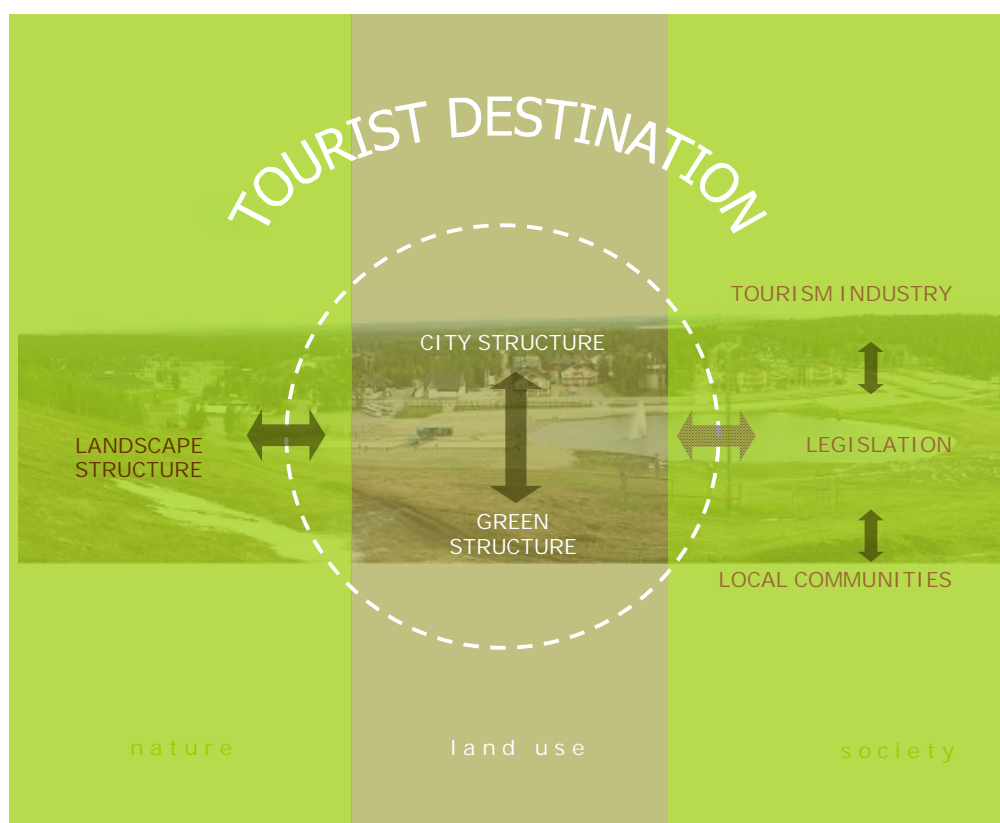 TOURIST DESTINATION
TOURISM INDUSTRY
CITY STRUCTURE
LANDSCAPE
STRUCTURE
LEGISLATION
GREEN
STRUCTURE
LOCAL COMMUNITIES
nature
land use
society